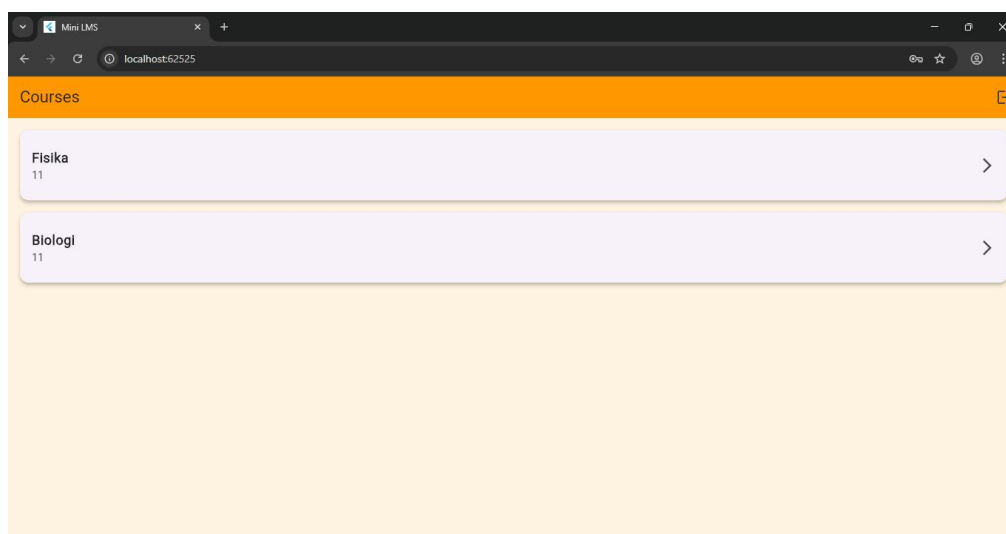 Mini LMS
localhost:62525
Courses
Fisika
11
Biologi
11